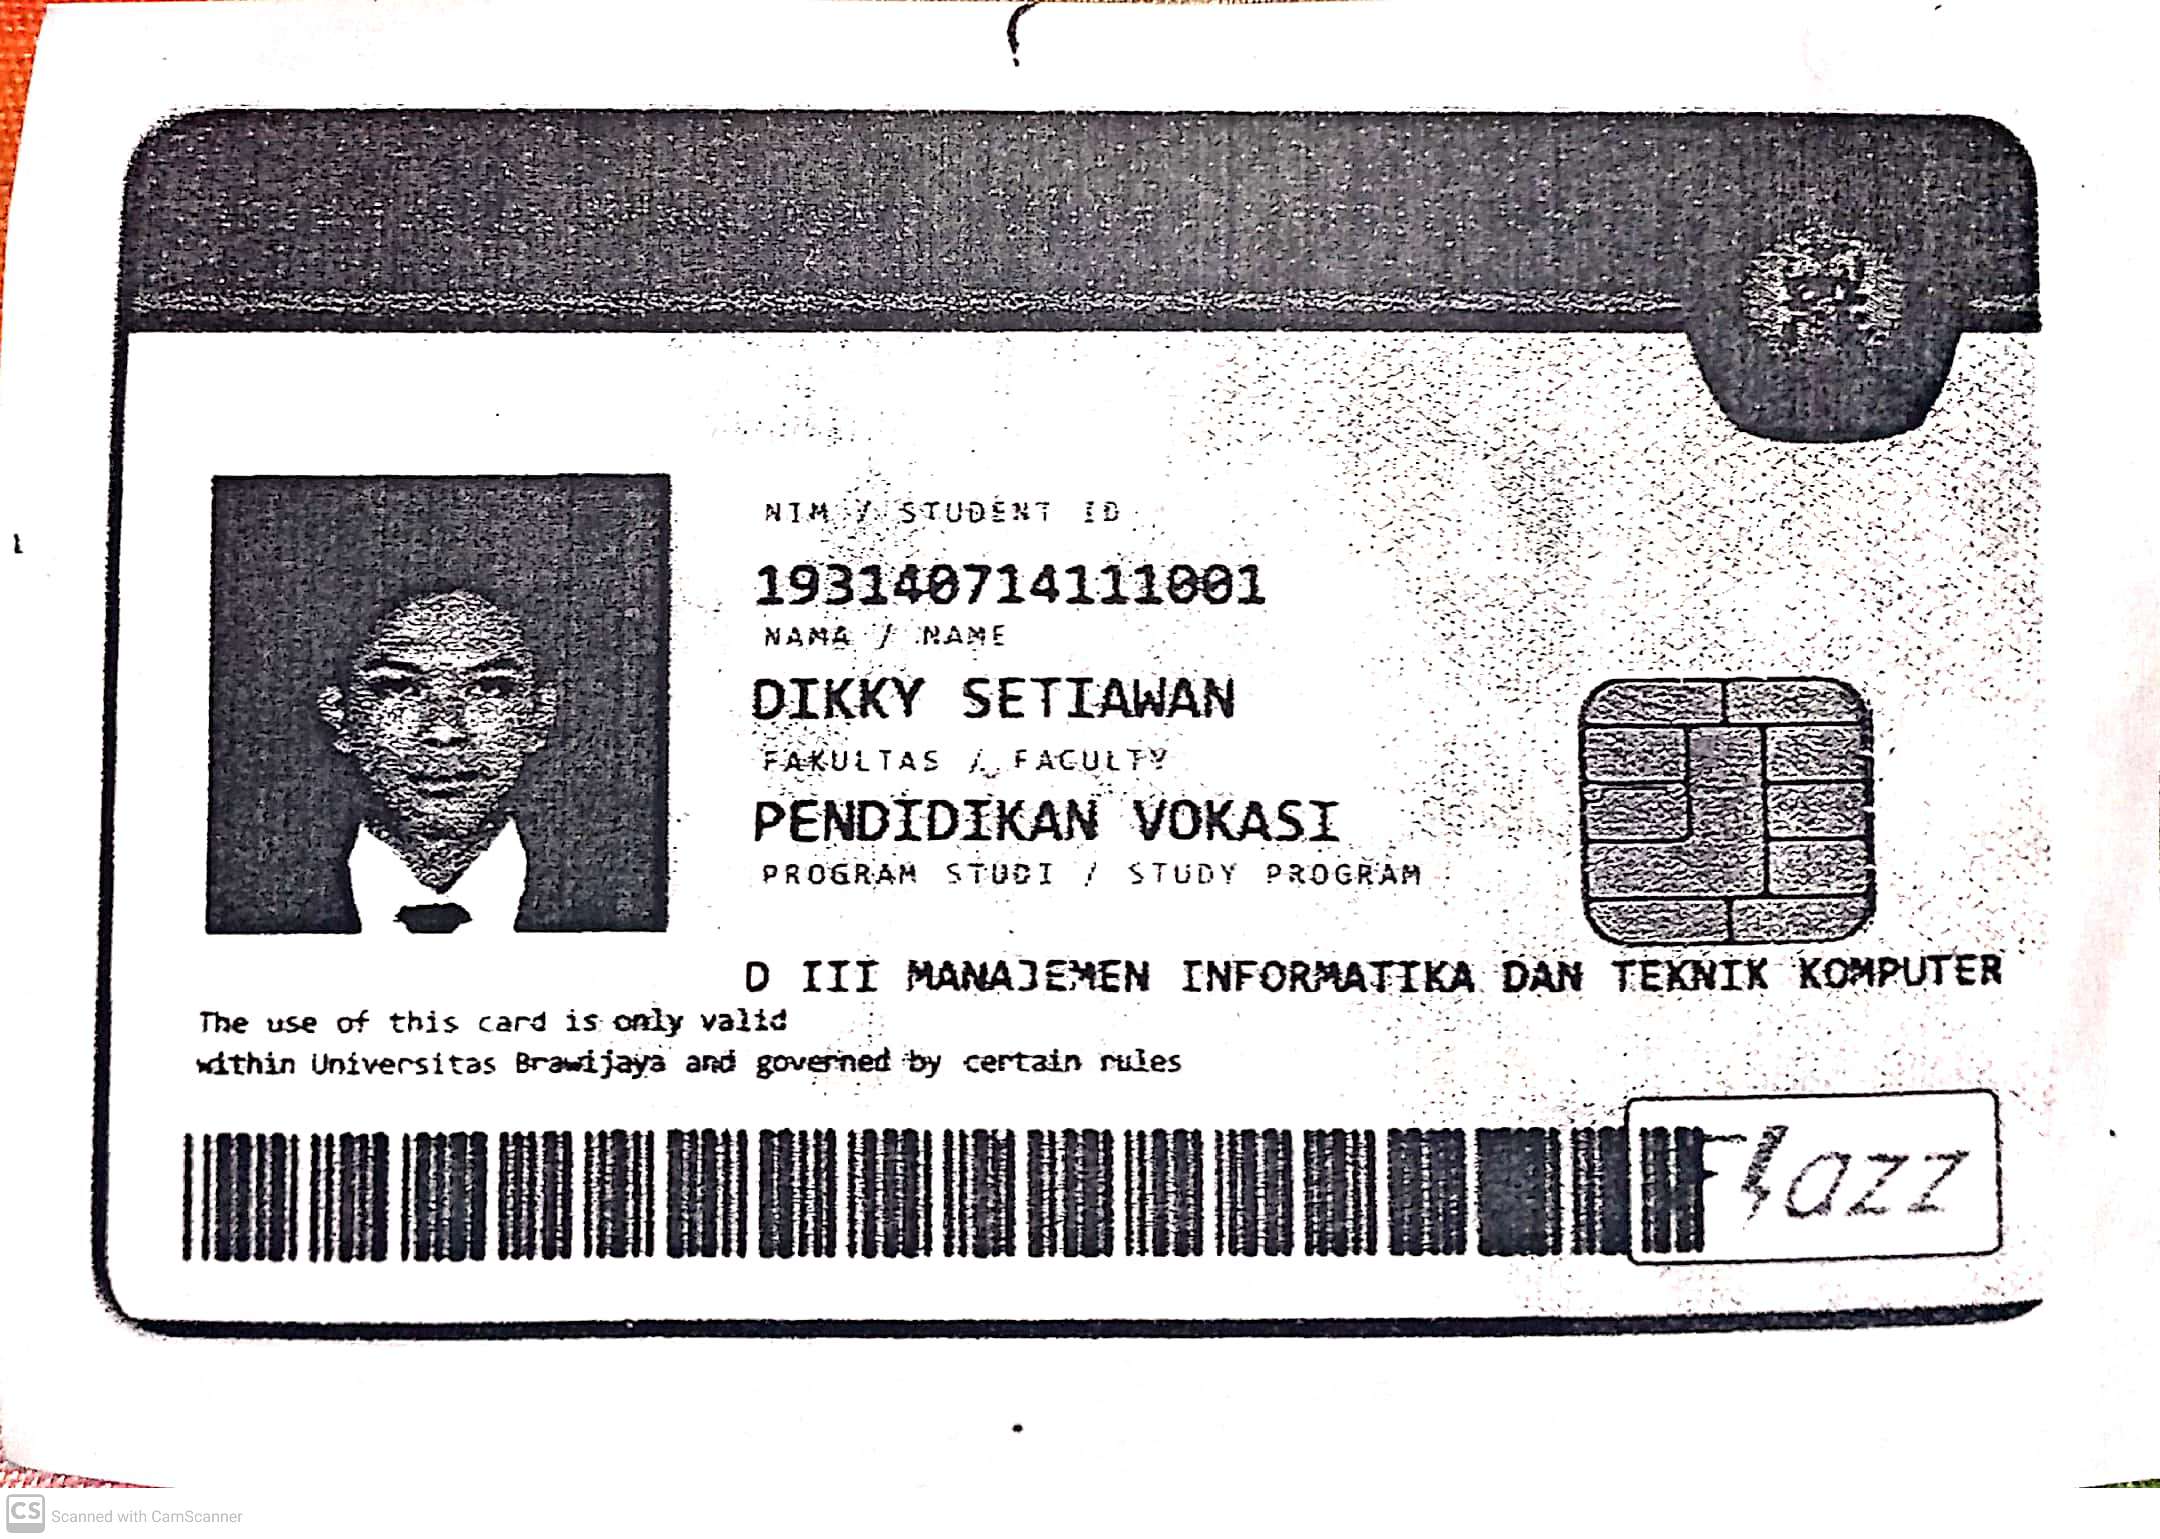 NIM / STUDENT ID
193140714111001
NAMA / NAME
DIKKY SETIAWAN
FAKULTAS / FACULTY
PENDIDIKAN VOKASI
PROGRAM STUDI / STUDY PROGRAM
D III MANAJEMEN INFORMATIKA DAN TEKNIK KOMPUTER
The use of this card is only valid
within Universitas Brawijaya and governed by certain rules
Flazz
CS Scanned with CamScanner